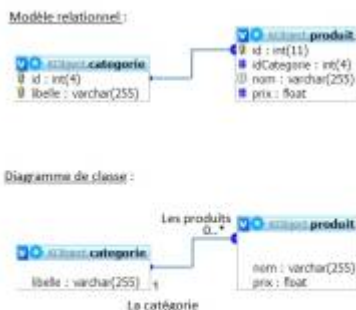 Modèle relationnel :
produit
categorie
id : int(11)
id : int(4)
idCategorie : int(4)
libelle : varchar(255)
nom : varchar(255)
prix : float
Diagramme de classe :
Les produits
0..*
produit
categorie
nom : varchar(255)
libelle : varchar(255)
1
prix : float
La catégorie